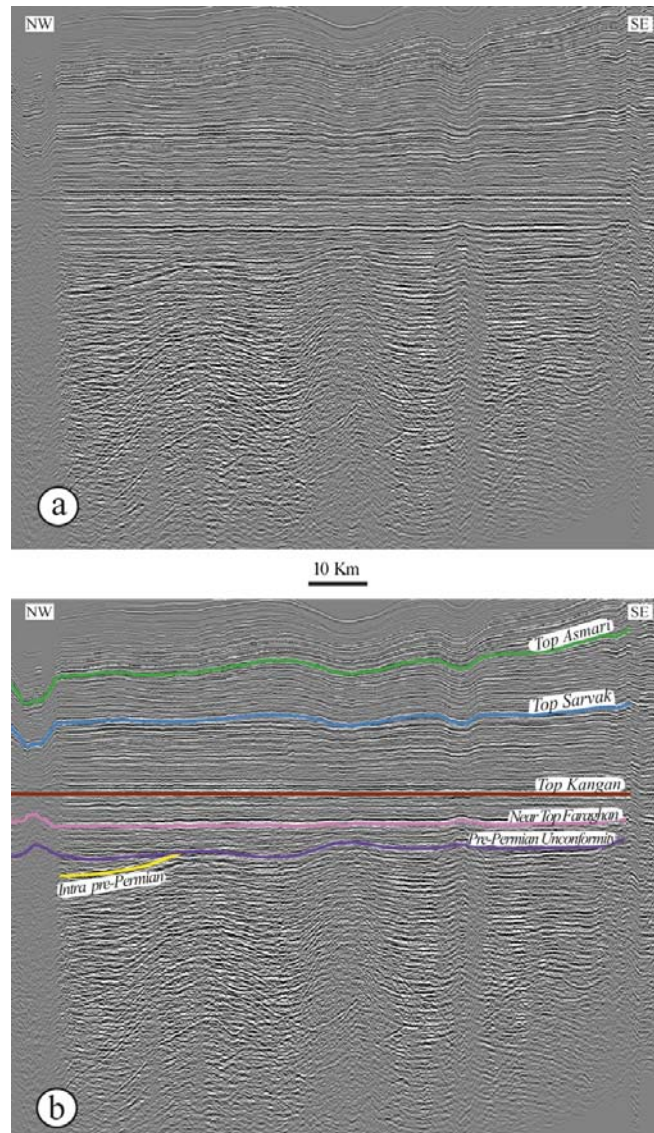 NW
SE
a
10 Km
NW
SE
Top Asmari
Top Sarvak
Top Kangan
Near Top Faraghan
Pre-Permian Unconformity
Intra pre-Permian
b